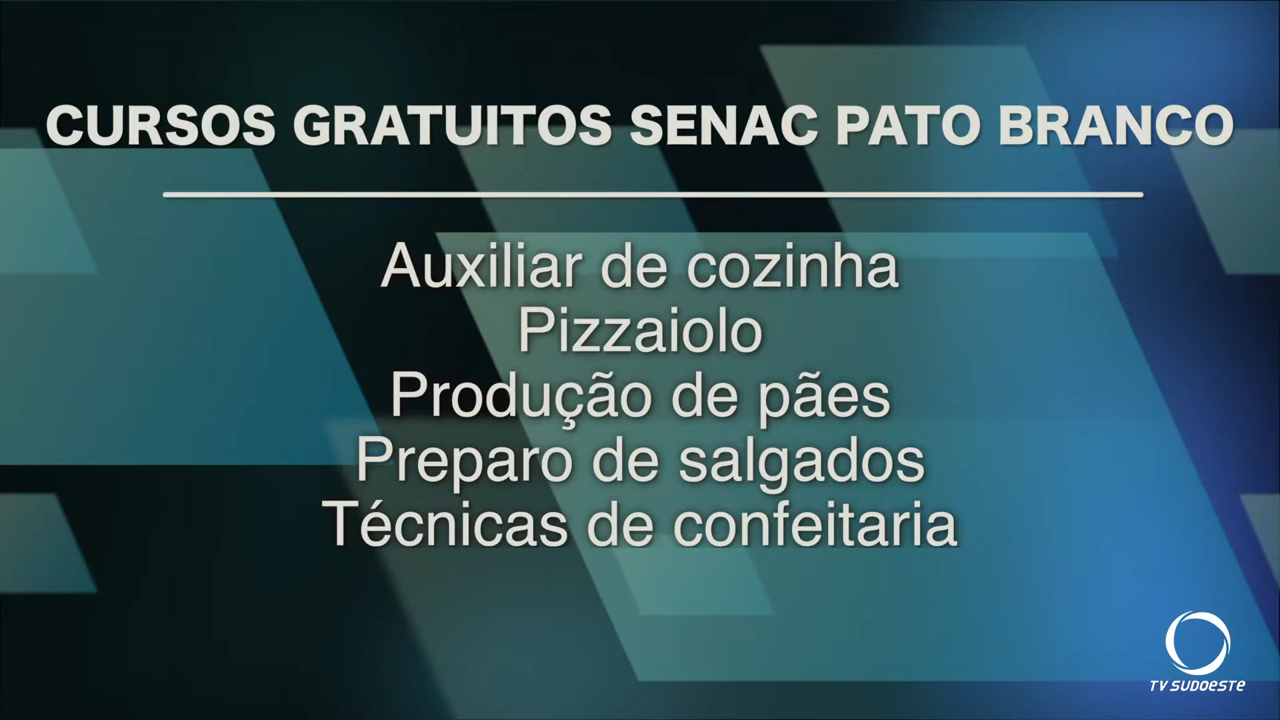 CURSOS GRATUITOS SENAC PATO BRANCO
Auxiliar de cozinha
Pizzaiolo
Produção de pães
Preparo de salgados
Técnicas de confeitaria
TV SUDOESTE